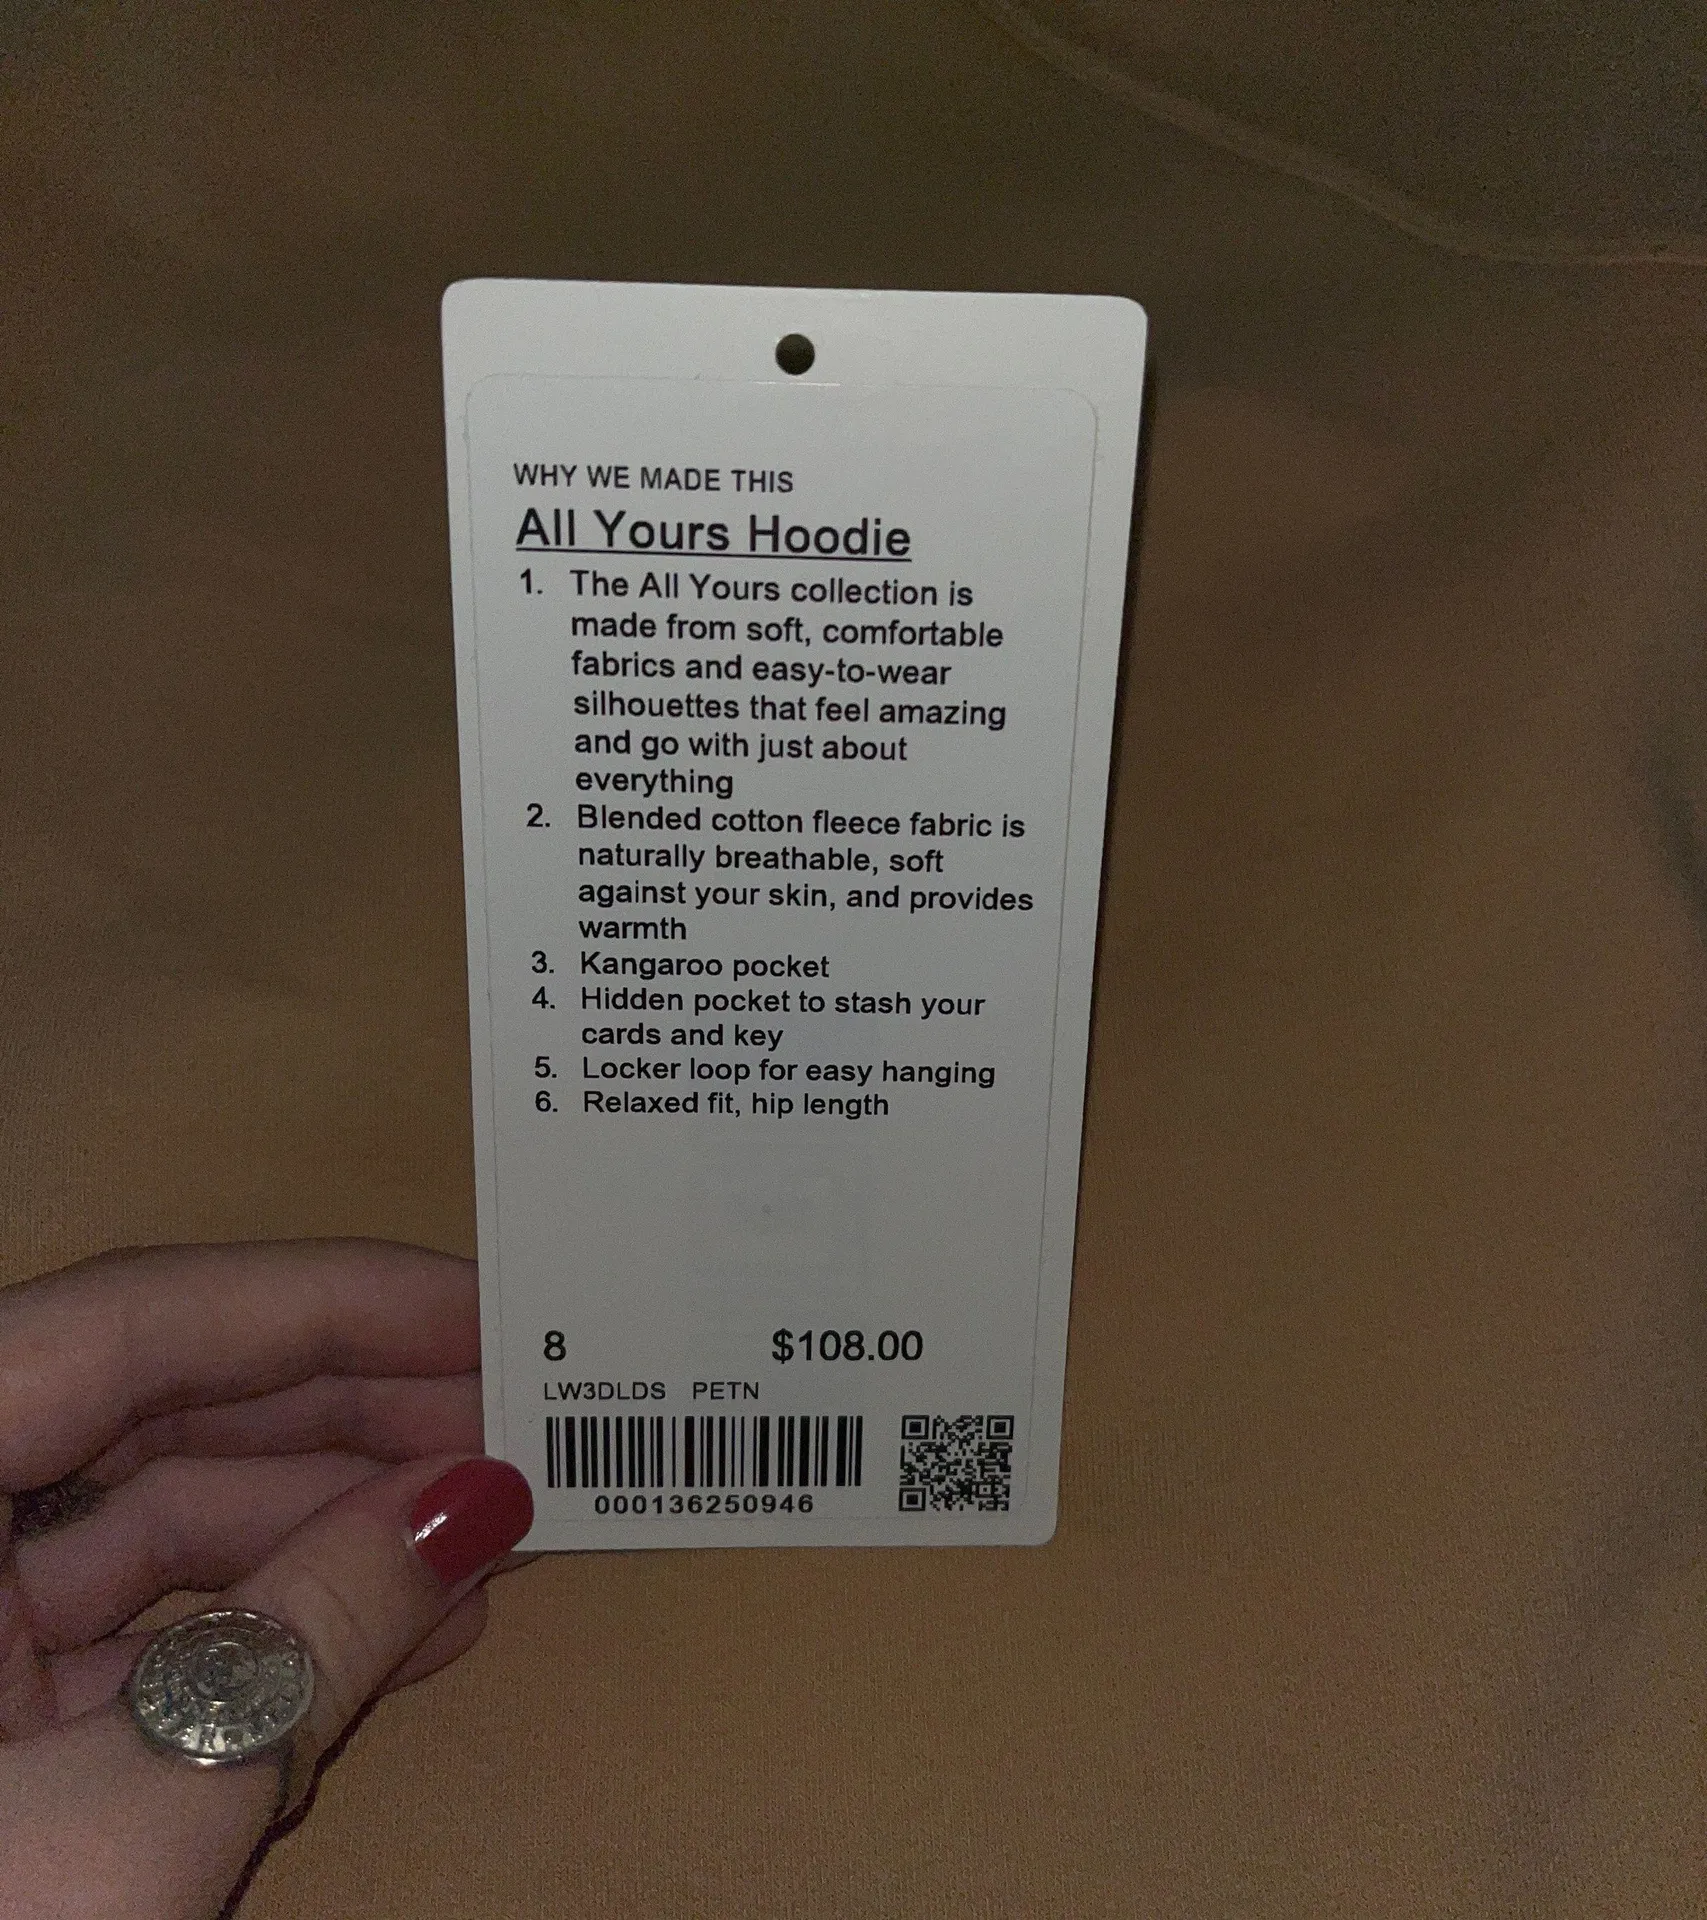 WHY WE MADE THIS
All Yours Hoodie
1. The All Yours collection is
made from soft, comfortable
fabrics and easy-to-wear
silhouettes that feel amazing
and go with just about
everything
2. Blended cotton fleece fabric is
naturally breathable, soft
against your skin, and provides
warmth
3. Kangaroo pocket
4. Hidden pocket to stash your
cards and key
5. Locker loop for easy hanging
6. Relaxed fit, hip length
8 $108.00
LW3DLDS PETN
000136250946